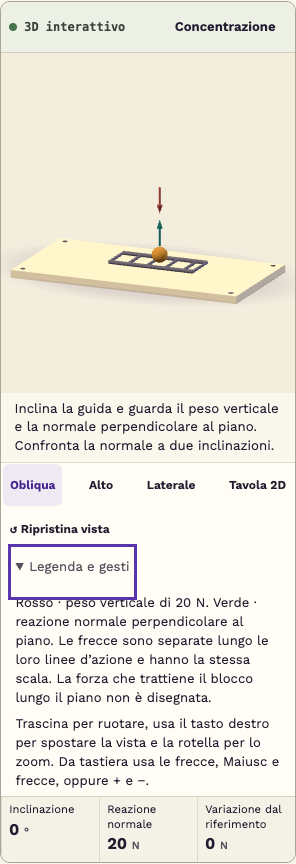 3D interattivo
Concentrazione
Inclina la guida e guarda il peso verticale
e la normale perpendicolare al piano.
Confronta la normale a due inclinazioni.
Obliqua
Alto
Laterale
Tavola 2D
↺ Ripristina vista
▼ Legenda e gesti
Rosso · peso verticale di 20 N. Verde ·
reazione normale perpendicolare al
piano. Le frecce sono separate lungo le
loro linee d’azione e hanno la stessa
scala. La forza che trattiene il blocco
lungo il piano non è disegnata.
Trascina per ruotare, usa il tasto destro
per spostare la vista e la rotella per lo
zoom. Da tastiera usa le frecce, Maiusc e
frecce, oppure + e −.
Inclinazione
0 °
Reazione
normale
20 N
Variazione dal
riferimento
0 N